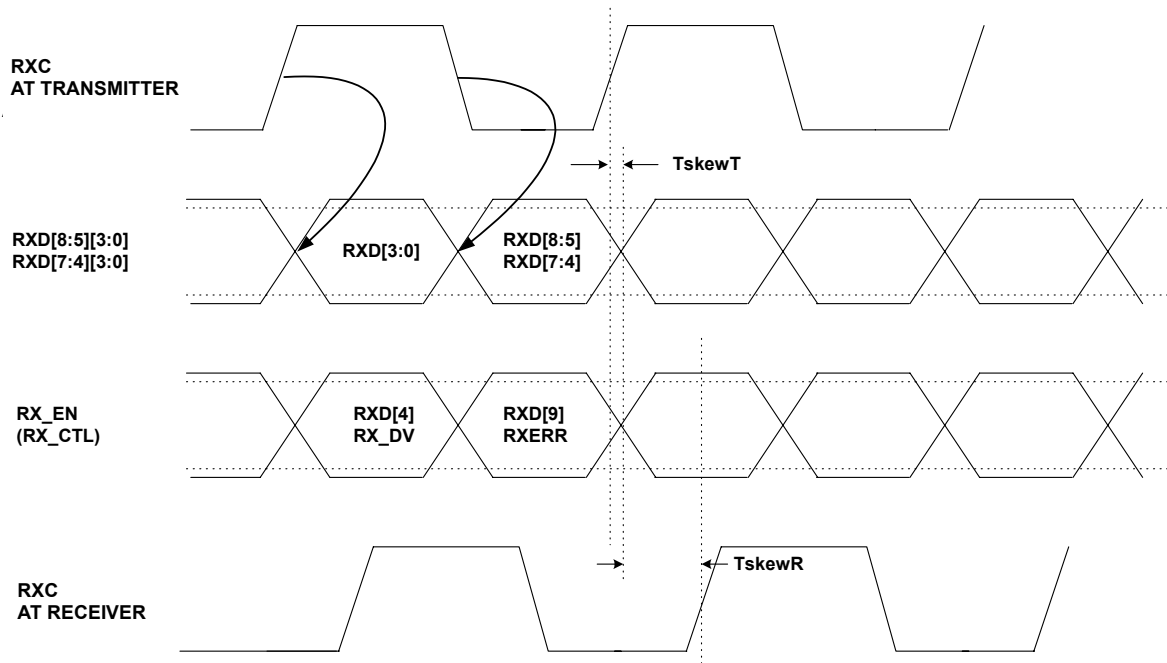 RXC
AT TRANSMITTER
TskewT
RXD[8:5][3:0]
RXD[7:4][3:0]
RXD[3:0]
RXD[8:5]
RXD[7:4]
RX_EN
(RX_CTL)
RXD[4]
RX_DV
RXD[9]
RXERR
TskewR
RXC
AT RECEIVER